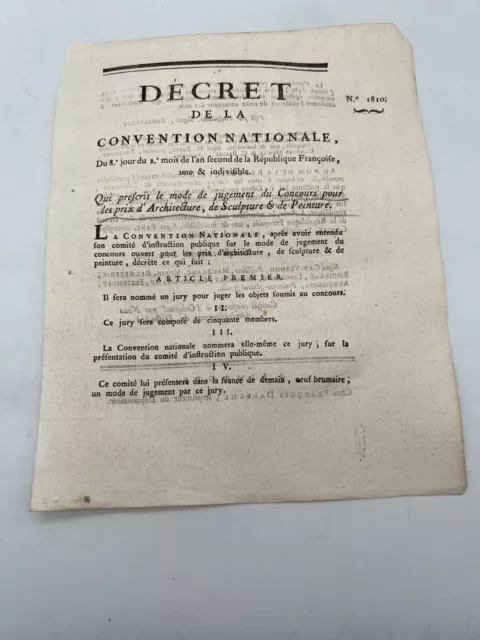 DÉCRET
N.º 1810.
DE LA
CONVENTION NATIONALE,
Du 8.e jour du 2.e mois de l'an second de la République Françoise,
une & indivisible.
Qui prescrit le mode de jugement du Concours pour
les prix d'Architecture, de Sculpture & de Peinture.
LA CONVENTION NATIONALE, après avoir entendu
son comité d'instruction publique sur le mode de jugement du
concours ouvert pour les prix d'architecture, de sculpture & de
peinture, décrète ce qui suit :
ARTICLE PREMIER.
Il sera nommé un jury pour juger les objets soumis au concours.
II.
Ce jury sera composé de cinquante membres.
III.
La Convention nationale nommera elle-même ce jury ; sur la
présentation du comité d'instruction publique.
IV.
Ce comité lui présentera dans la séance de demain, neuf brumaire ;
un mode de jugement par ce jury.